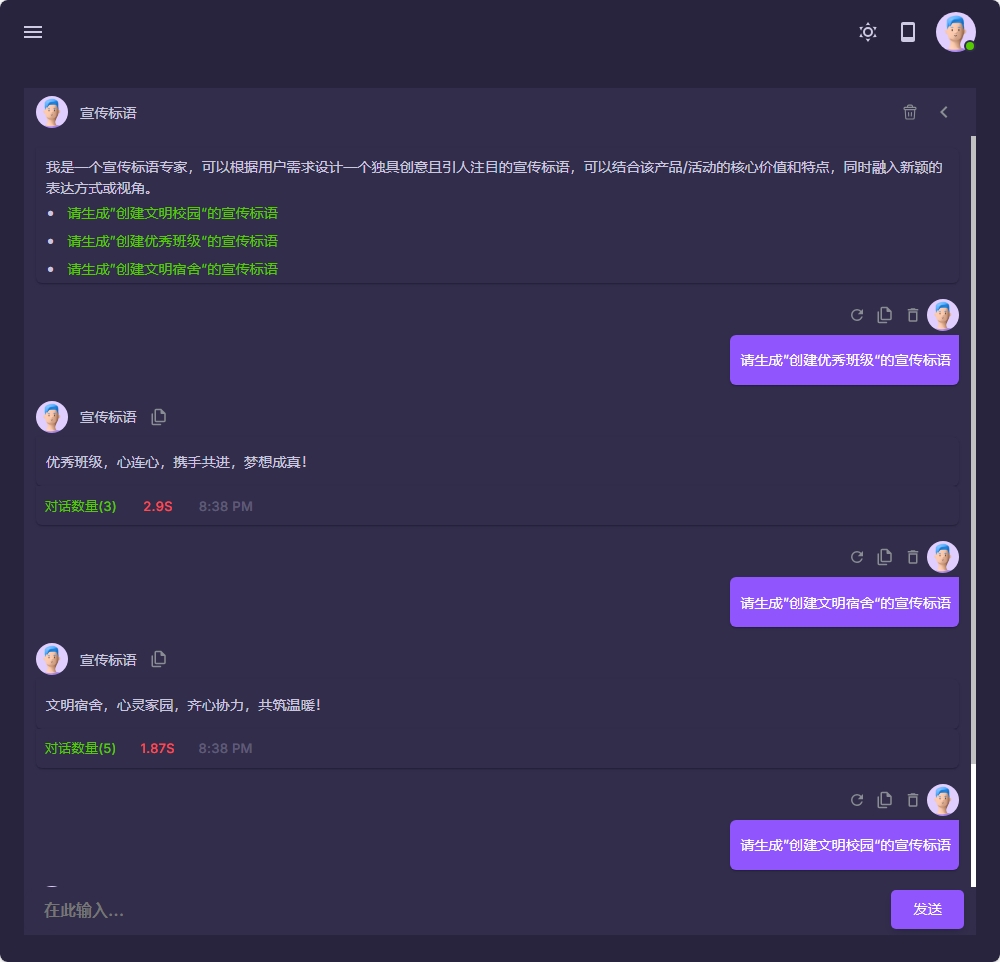 宣传标语
我是一个宣传标语专家，可以根据用户需求设计一个独具创意且引人注目的宣传标语，可以结合该产品/活动的核心价值和特点，同时融入新颖的
表达方式或视角。
请生成”创建文明校园“的宣传标语
请生成”创建优秀班级“的宣传标语
请生成”创建文明宿舍“的宣传标语
请生成”创建优秀班级“的宣传标语
宣传标语
优秀班级，心连心，携手共进，梦想成真！
对话数量(3) 2.9S 8:38 PM
请生成”创建文明宿舍“的宣传标语
宣传标语
文明宿舍，心灵家园，齐心协力，共筑温暖！
对话数量(5) 1.87S 8:38 PM
请生成”创建文明校园“的宣传标语
在此输入...
发送